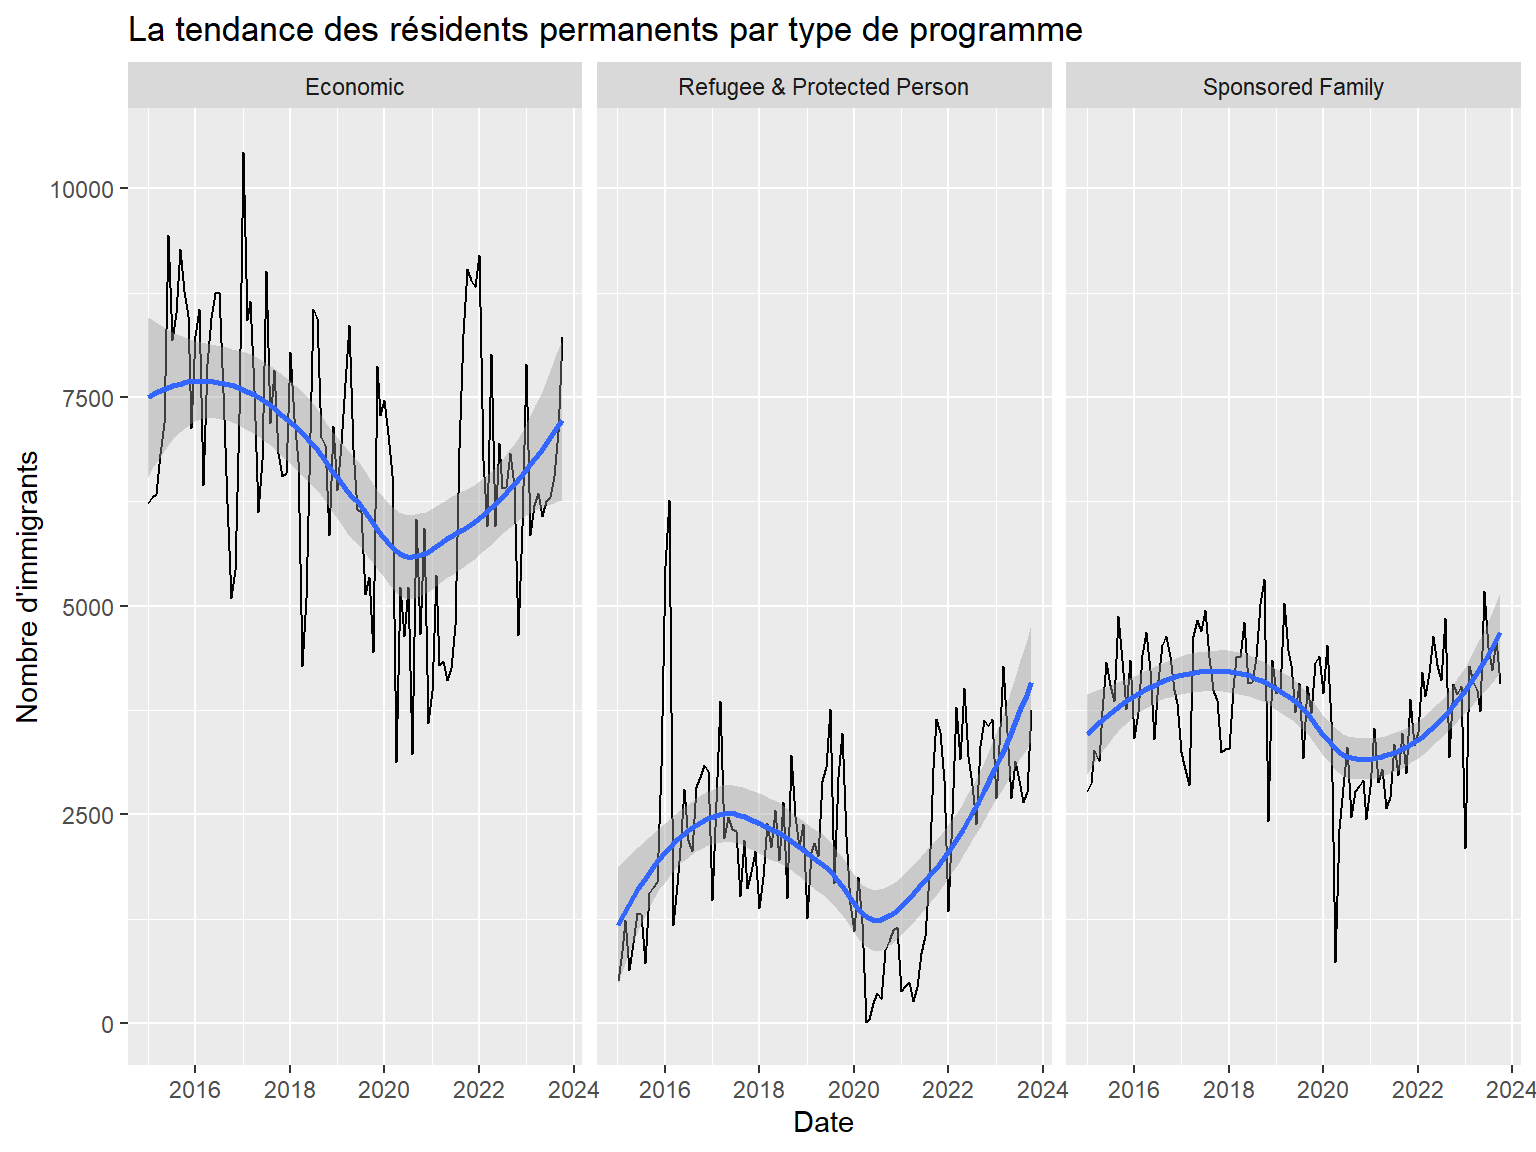 La tendance des résidents permanents par type de programme
Economic
Refugee & Protected Person
Sponsored Family
Nombre d'immigrants
10000
7500
5000
2500
0
2016 2018 2020 2022 2024
2016 2018 2020 2022 2024
2016 2018 2020 2022 2024
Date